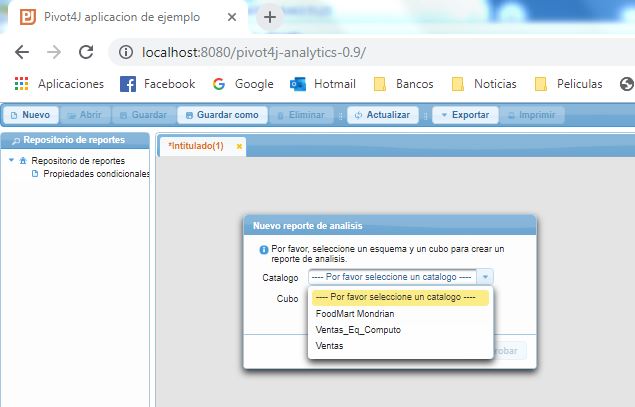 Pivot4J aplicacion de ejemplo
localhost:8080/pivot4j-analytics-0.9/
Aplicaciones Facebook Google Hotmail Bancos Noticias Peliculas
Nuevo Abrir Guardar Guardar como Eliminar Actualizar Exportar Imprimir
Repositorio de reportes
*Intitulado(1)
Repositorio de reportes
Propiedades condicionales
Nuevo reporte de analisis
Por favor, seleccione un esquema y un cubo para crear un
reporte de analisis.
Catalogo ---- Por favor seleccione un catalogo ----
Cubo
---- Por favor seleccione un catalogo ----
FoodMart Mondrian
Ventas_Eq_Computo
Ventas